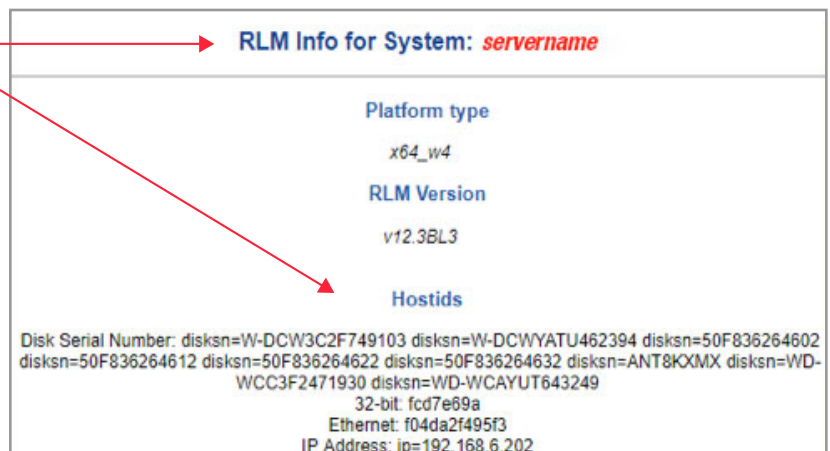 RLM Info for System: servername
Platform type
x64_w4
RLM Version
v12.3BL3
Hostids
Disk Serial Number: disksn=W-DCW3C2F749103 disksn=W-DCWYATU462394 disksn=50F836264602
disksn=50F836264612 disksn=50F836264622 disksn=50F836264632 disksn=ANT8KXMX disksn=WD-
WCC3F2471930 disksn=WD-WCAYUT643249
32-bit: fcd7e69a
Ethernet: f04da2f495f3
IP Address: ip=192.168.6.202